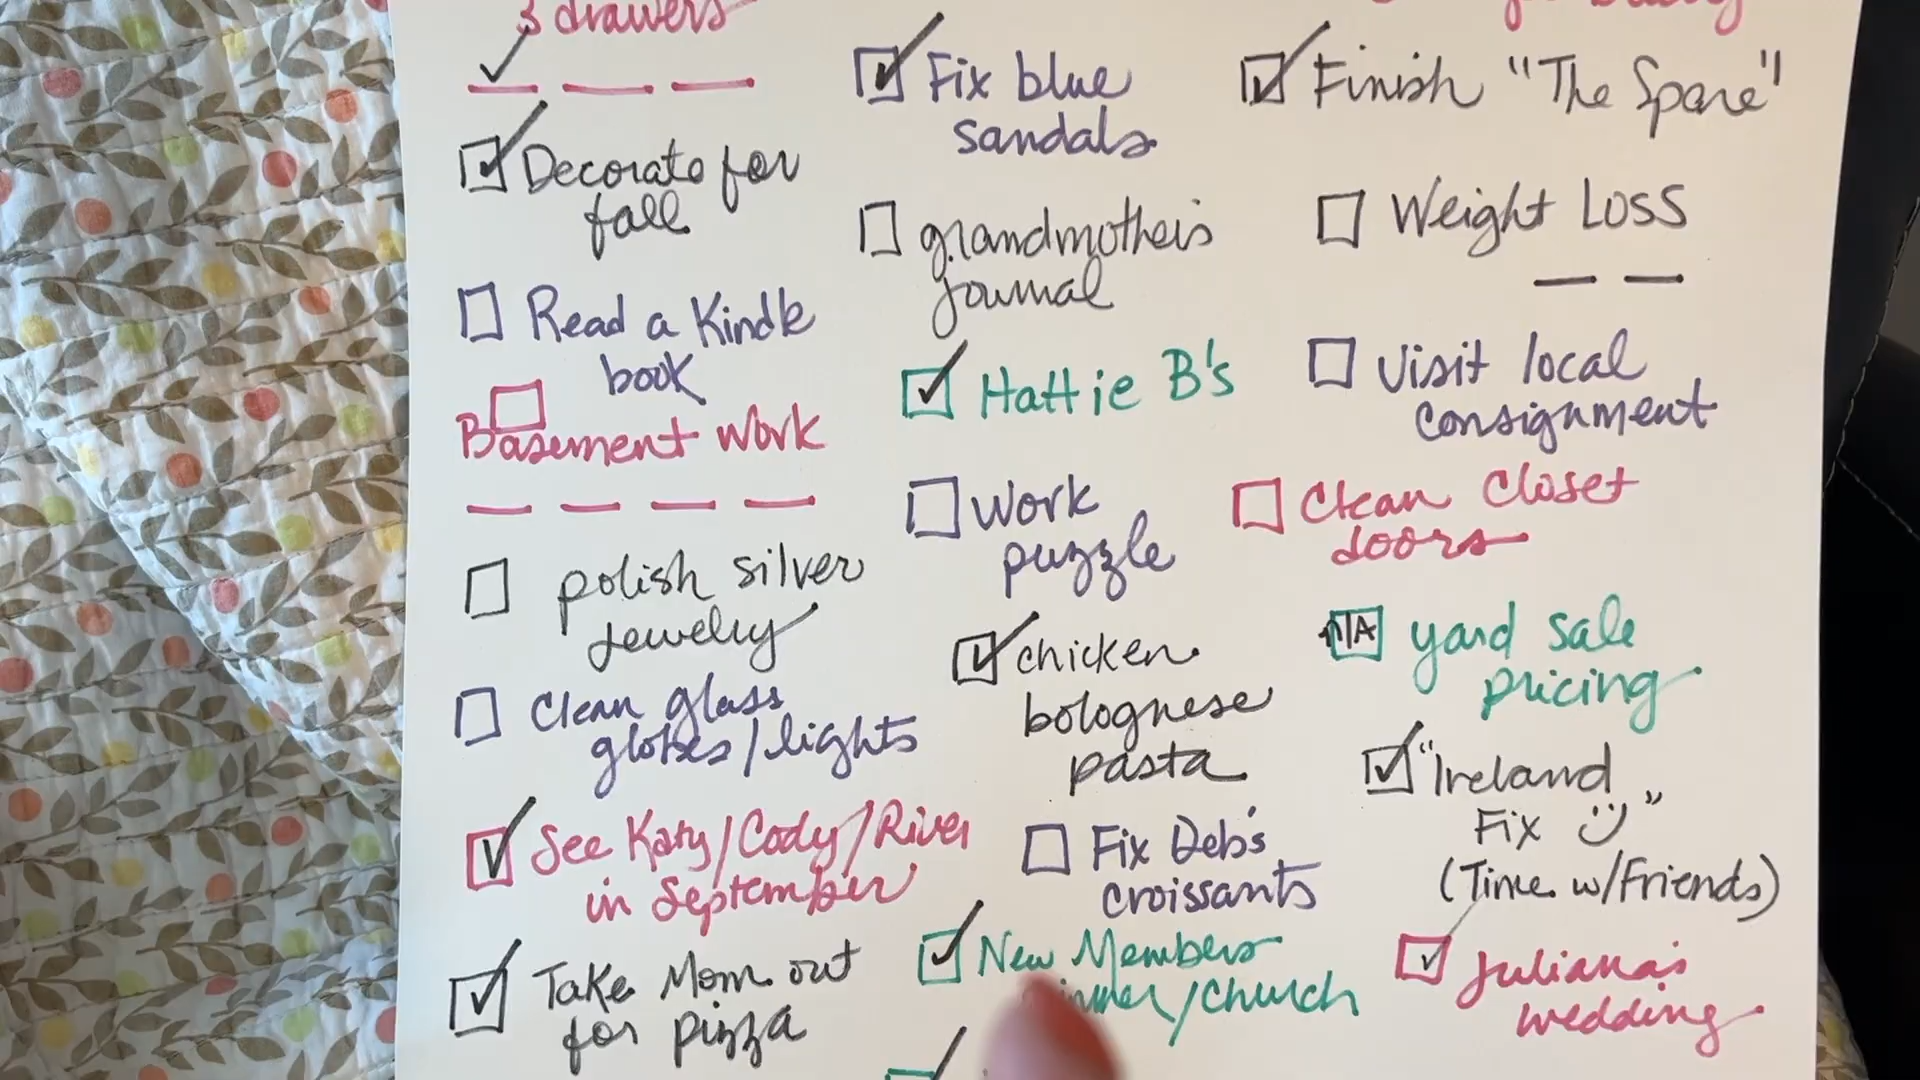 3 drawers
Decorate for
fall
Read a Kindle
book
Basement work
polish silver
jewelry
Clean glass
globes/lights
See Katy/Cody/River
in September
Take Mom out
for pizza
Fix blue
sandals
grandmother's
journal
Hattie B's
Work
puzzle
chicken
bolognese
pasta
Fix Deb's
croissants
New Members
/church
Finish "The Spare"
Weight Loss
Visit local
consignment
Clean Closet
doors
N/A yard sale
pricing
"Ireland
Fix ☺"
(Time w/Friends)
Juliana's
wedding